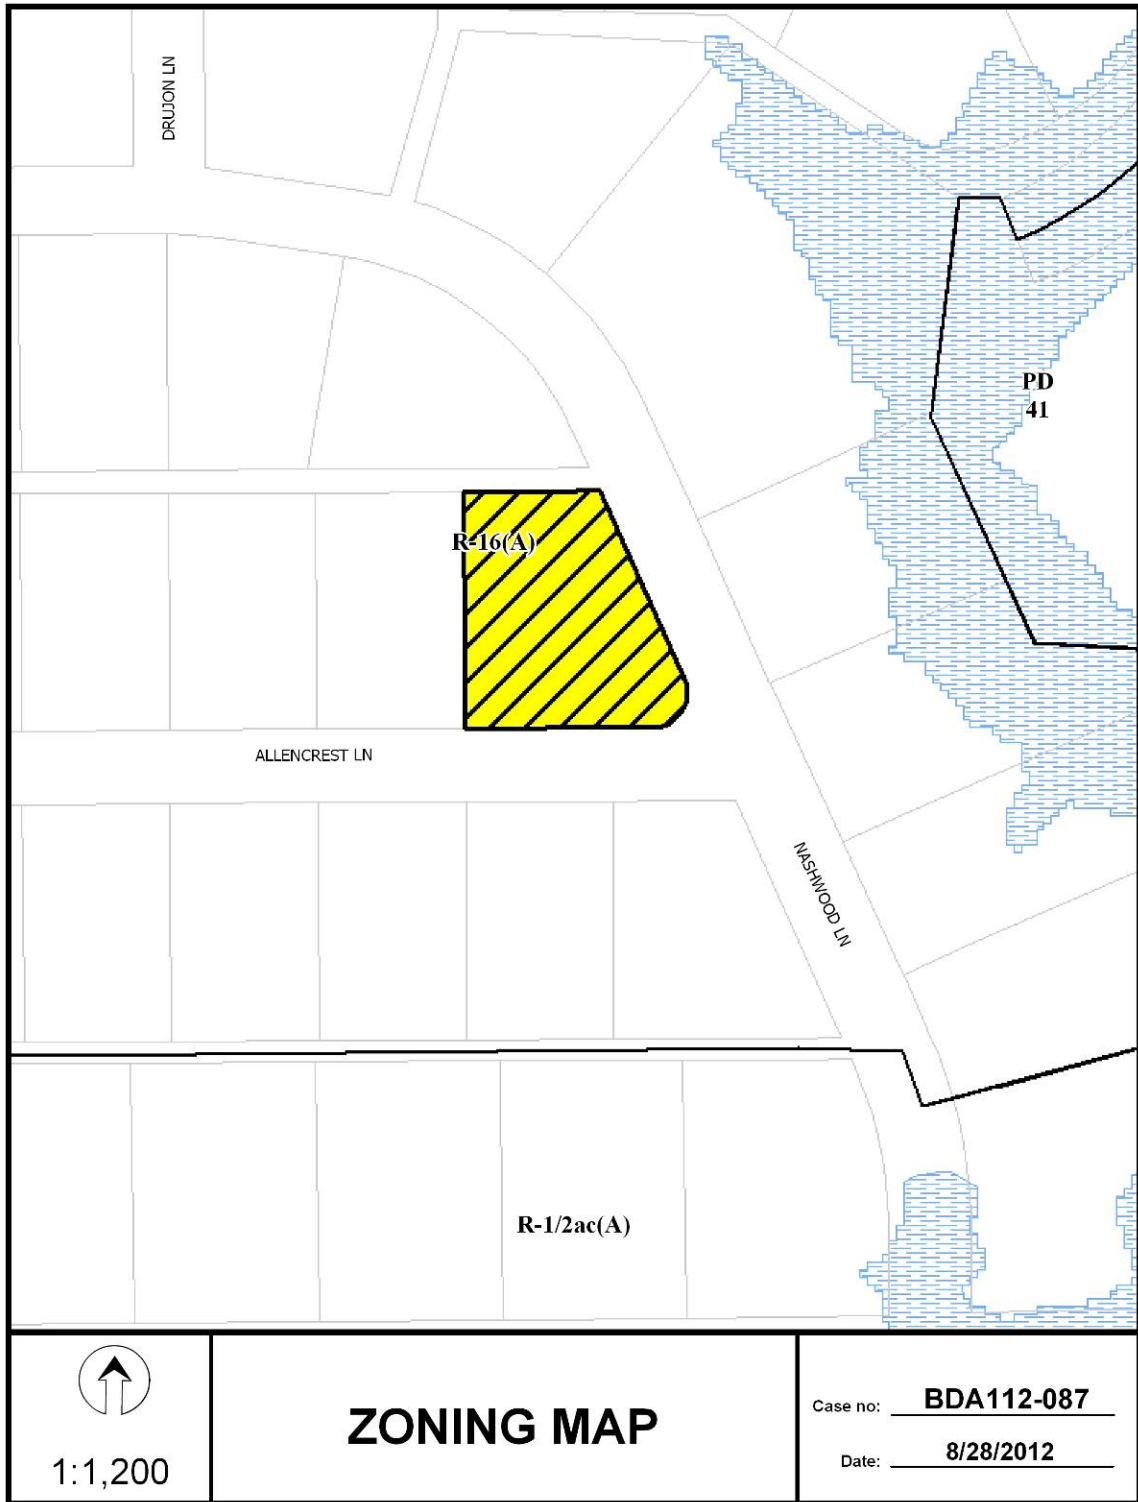 DRUJON LN
PD
41
R-16(A)
ALLENCREST LN
NASHWOOD LN
R-1/2ac(A)
1:1,200
ZONING MAP
Case no: BDA112-087
Date: 8/28/2012